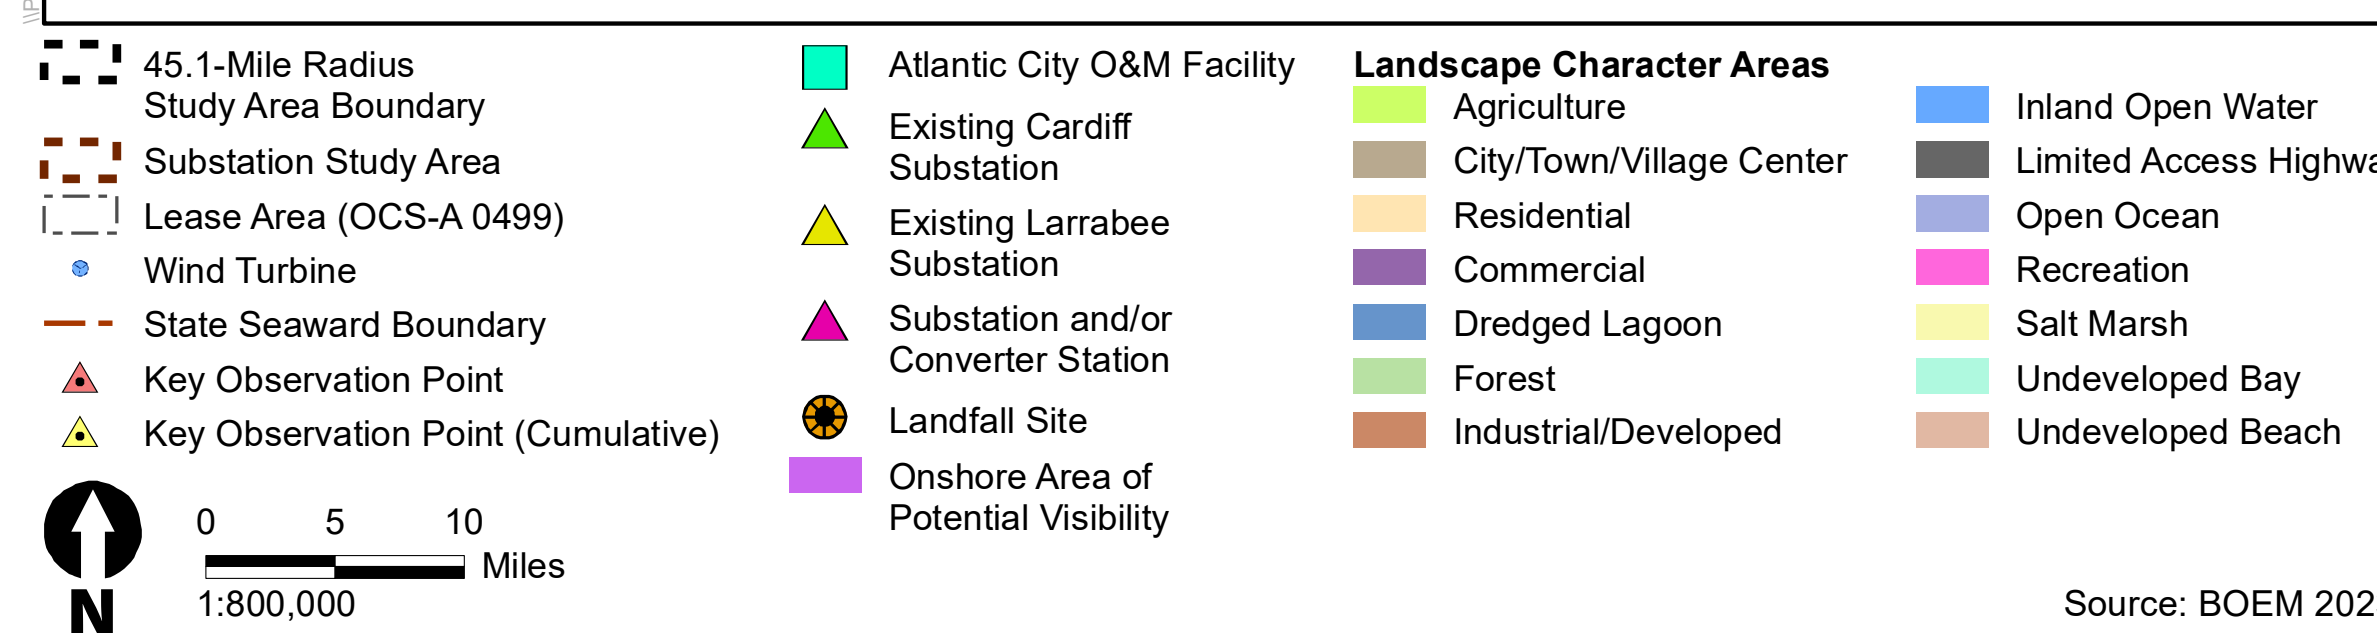 45.1-Mile Radius
Study Area Boundary
Substation Study Area
Lease Area (OCS-A 0499)
Wind Turbine
State Seaward Boundary
Key Observation Point
Key Observation Point (Cumulative)
N
0 5 10
Miles
1:800,000
Atlantic City O&M Facility
Existing Cardiff
Substation
Existing Larrabee
Substation
Substation and/or
Converter Station
Landfall Site
Onshore Area of
Potential Visibility
Landscape Character Areas
Agriculture
City/Town/Village Center
Residential
Commercial
Dredged Lagoon
Forest
Industrial/Developed
Inland Open Water
Limited Access
Open Ocean
Recreation
Salt Marsh
Undeveloped Bay
Undeveloped Beach
Source: BOEM